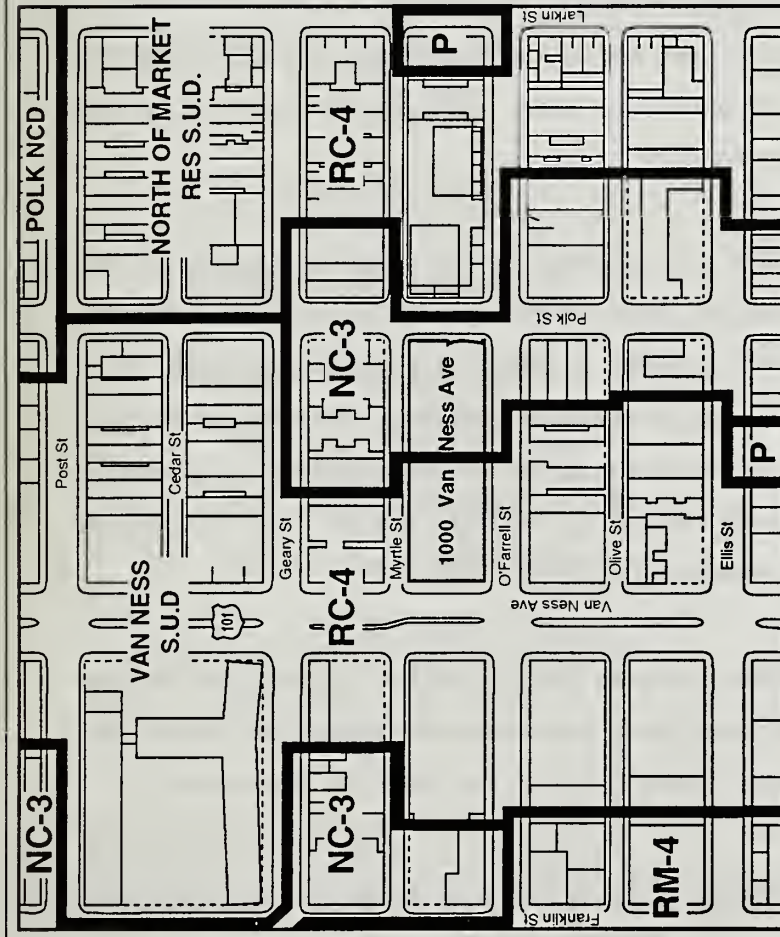 Larkin St
P
POLK NCD
NORTH OF MARKET
RES S.U.D.
RC-4
Polk St
NC-3
1000 Van Ness Ave
Post St
Cedar St
Geary St
Myrtle St
O'Farrell St
Olive St
Ellis St
P
VAN NESS
S.U.D
101
RC-4
Van Ness Ave
NC-3
NC-3
RM-4
Franklin St